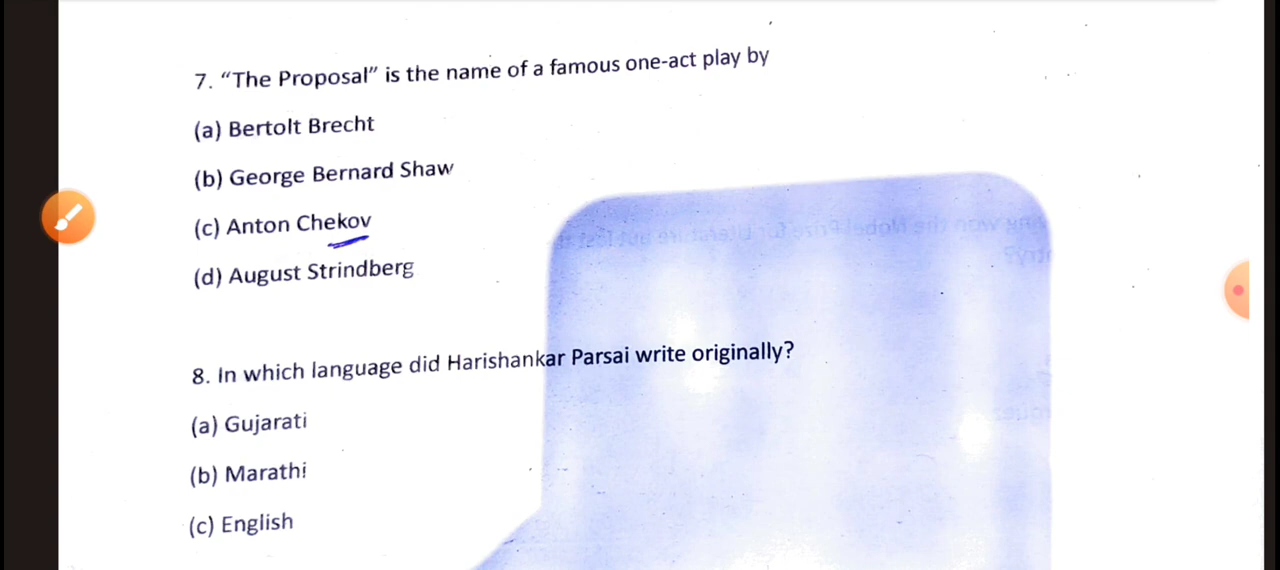 7. “The Proposal” is the name of a famous one-act play by
(a) Bertolt Brecht
(b) George Bernard Shaw
(c) Anton Chekov
(d) August Strindberg
8. In which language did Harishankar Parsai write originally?
(a) Gujarati
(b) Marathi
(c) English